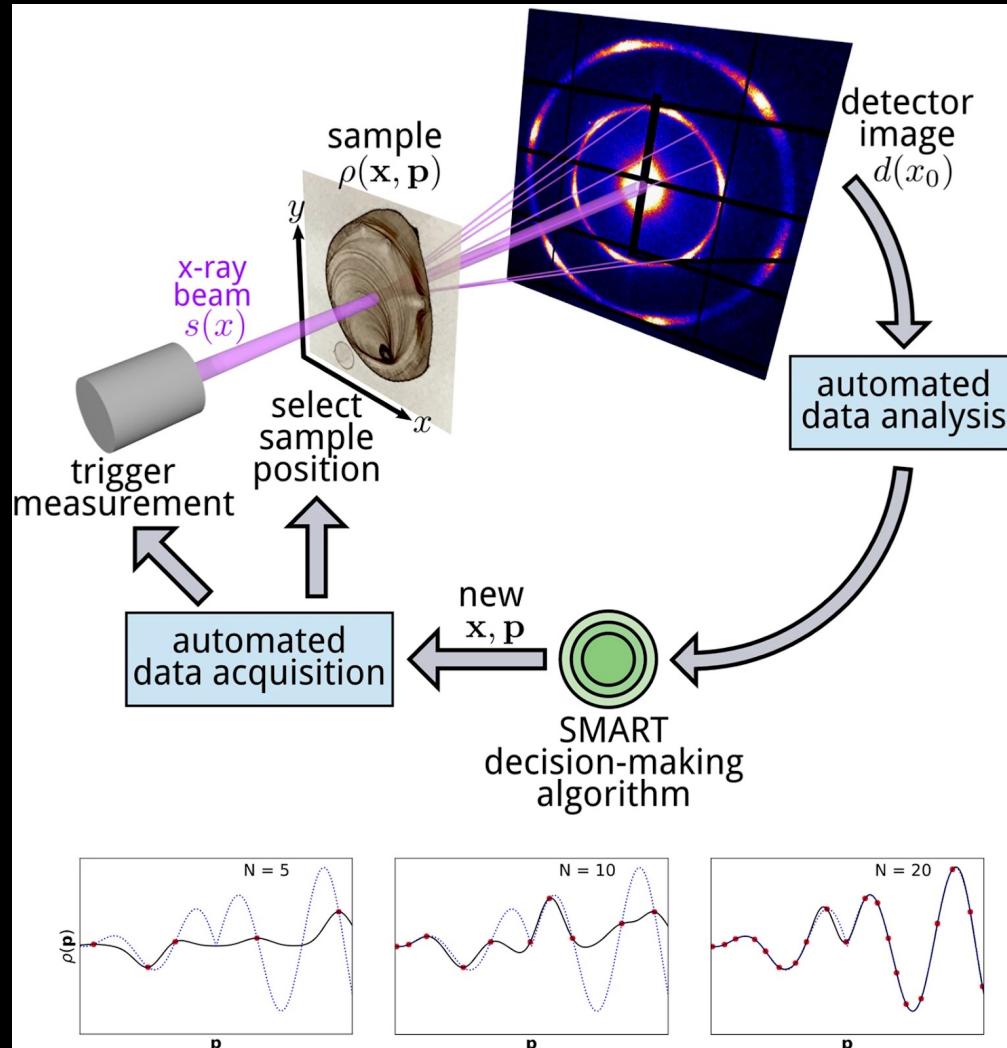 sample
ρ(x, p)
detector
image
d(x₀)
y
x-ray
beam
s(x)
x
automated
data analysis
select
sample
position
trigger
measurement
new
x, p
automated
data acquisition
SMART
decision-making
algorithm
N = 5
N = 10
N = 20
ρ(p)
p
p
p